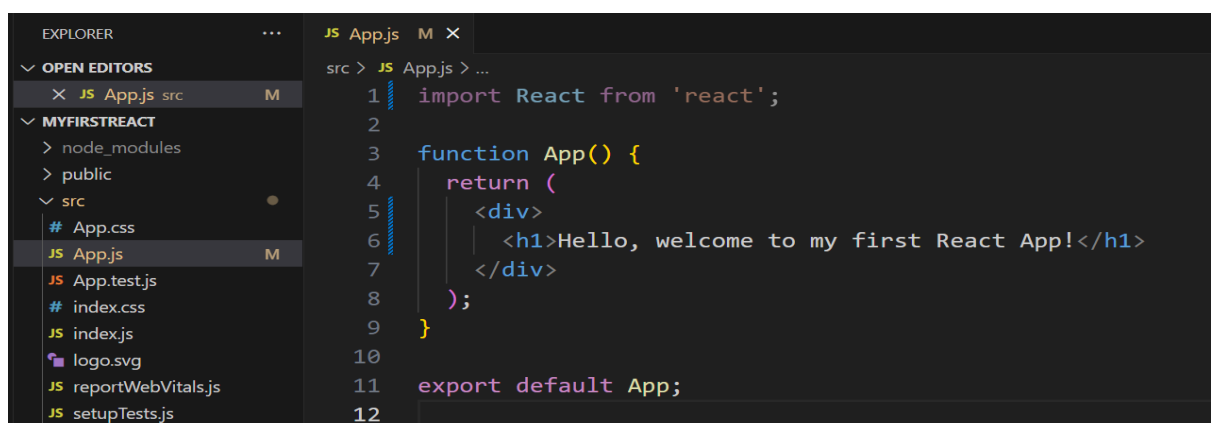 EXPLORER ···
OPEN EDITORS
JS App.js src M
MYFIRSTREACT
node_modules
public
src
# App.css
JS App.js M
JS App.test.js
# index.css
JS index.js
logo.svg
JS reportWebVitals.js
JS setupTests.js
JS App.js M
src > JS App.js > ...
1 import React from 'react';
2
3 function App() {
4 return (
5 <div>
6 <h1>Hello, welcome to my first React App!</h1>
7 </div>
8 );
9 }
10
11 export default App;
12